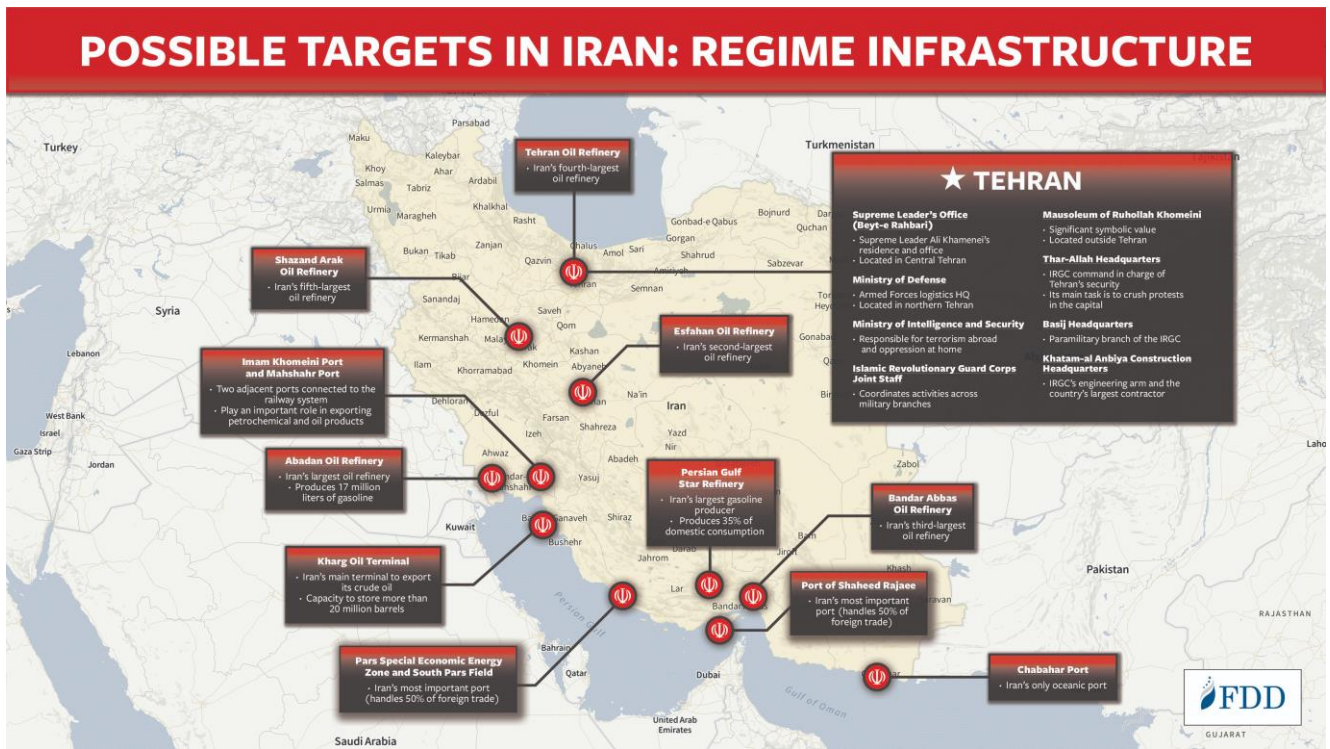 POSSIBLE TARGETS IN IRAN: REGIME INFRASTRUCTURE
Tehran Oil Refinery
· Iran's fourth-largest
oil refinery
★ TEHRAN
Supreme Leader's Office
(Beyt-e Rahbari)
· Supreme Leader Ali Khamenei's
residence and office
· Located in Central Tehran
Ministry of Defense
· Armed Forces logistics HQ
· Located in northern Tehran
Ministry of Intelligence and Security
· Responsible for terrorism abroad
and oppression at home
Islamic Revolutionary Guard Corps
Joint Staff
· Coordinates activities across
military branches
Mausoleum of Ruhollah Khomeini
· Significant symbolic value
· Located outside Tehran
Thar-Allah Headquarters
· IRGC command in charge of
Tehran's security
· Its main task is to crush protests
in the capital
Basij Headquarters
· Paramilitary branch of the IRGC
Khatam-al Anbiya Construction
Headquarters
· IRGC's engineering arm and the
country's largest contractor
Shazand Arak
Oil Refinery
· Iran's fifth-largest
oil refinery
Esfahan Oil Refinery
· Iran's second-largest
oil refinery
Imam Khomeini Port
and Mahshahr Port
· Two adjacent ports connected to the
railway system
· Play an important role in exporting
petrochemical and oil products
Abadan Oil Refinery
· Iran's largest oil refinery
· Produces 17 million
liters of gasoline
Persian Gulf
Star Refinery
· Iran's largest gasoline
producer
· Produces 35% of
domestic consumption
Bandar Abbas
Oil Refinery
· Iran's third-largest
oil refinery
Kharg Oil Terminal
· Iran's main terminal to export
its crude oil
· Capacity to store more than
20 million barrels
Port of Shaheed Rajaee
· Iran's most important
port (handles 50% of
foreign trade)
Pars Special Economic Energy
Zone and South Pars Field
· Iran's most important port
(handles 50% of foreign trade)
Chabahar Port
· Iran's only oceanic port
FDD
Turkey
Parsabad
Maku
Kaleybar
Khoy
Ahar
Salmas
Tabriz
Ardabil
Urmia
Maragheh
Khalkhal
Rasht
Turkmenistan
Bojnurd
Gonbad-e Qabus
Quchan
Gorgan
Chalus
Sari
Amol
Shahrud
Sabzevar
Bukan
Tikab
Zanjan
Qazvin
Bijar
Amiriyeh
Semnan
Sanandaj
Syria
Saveh
Hamedan
Qom
Lebanon
Kermanshah
Kashan
Ilam
Khomein
Abyaneh
Khorramabad
Dehloran
Na'in
Iran
West Bank
Israel
Gaza Strip
Jordan
Dezful
Farsan
Shahreza
Izeh
Yazd
Nir
Ahwaz
Abadeh
Yasuj
Zabol
Kuwait
Ganaveh
Shiraz
Bushehr
Jahrom
Darab
Jiroft
Bam
Khash
Lar
Pakistan
RAJASTHAN
Persian Gulf
Bahrain
Qatar
Dubai
Gulf of Oman
United Arab
Emirates
Saudi Arabia
GUJARAT